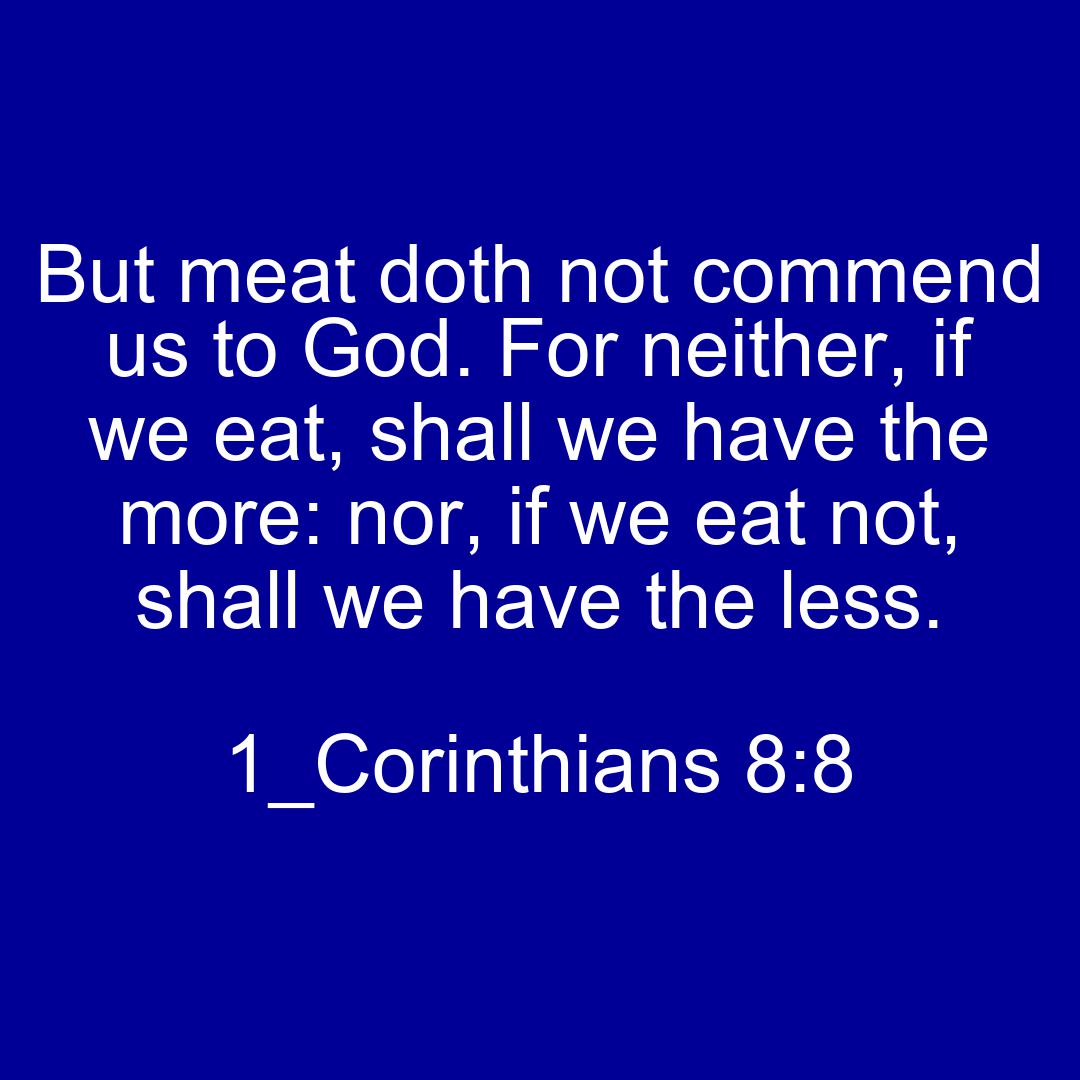 But meat doth not commend
us to God. For neither, if
we eat, shall we have the
more: nor, if we eat not,
shall we have the less.
1_Corinthians 8:8